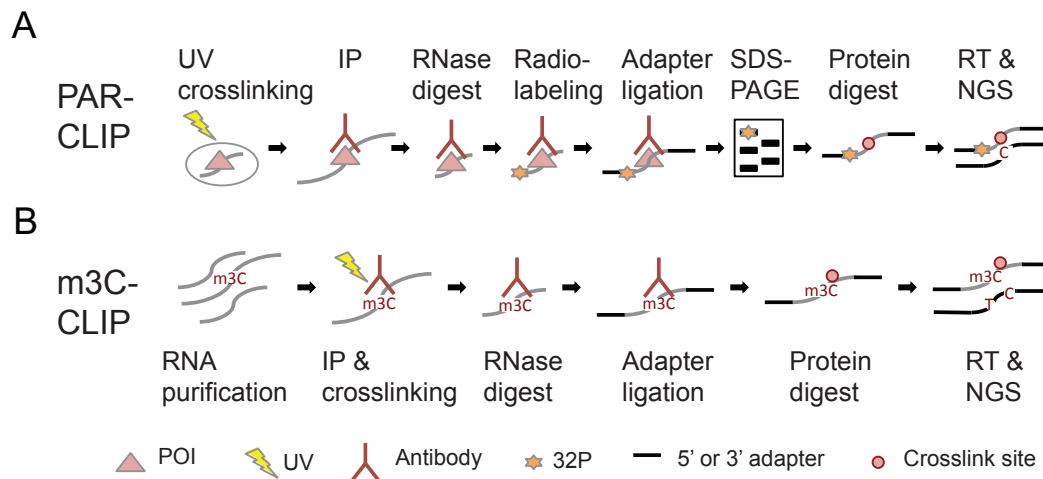 A
PAR-
CLIP
UV
crosslinking
IP
RNase
digest
Radio-
labeling
Adapter
ligation
SDS-
PAGE
Protein
digest
RT &
NGS
C
B
m3C-
CLIP
m3C
m3C
m3C
m3C
m3C
m3C
T C
RNA
purification
IP &
crosslinking
RNase
digest
Adapter
ligation
Protein
digest
RT &
NGS
POI
UV
Antibody
32P
5’ or 3’ adapter
Crosslink site